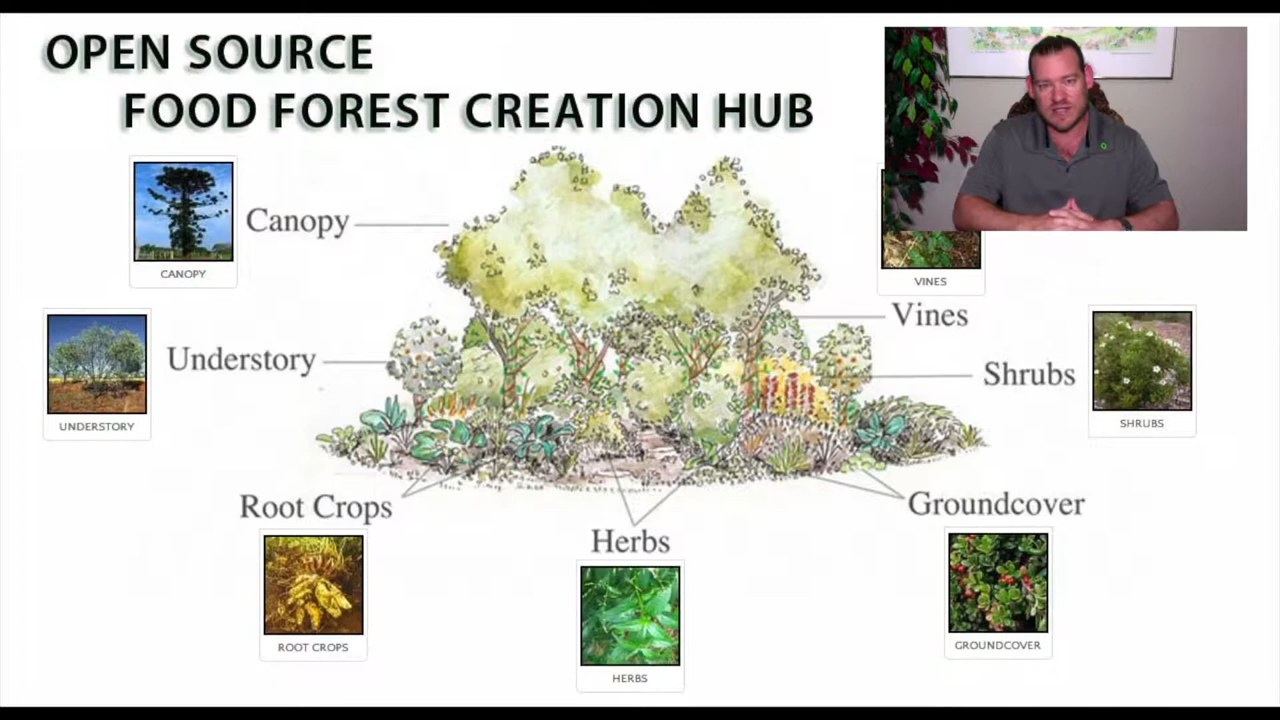 OPEN SOURCE
FOOD FOREST CREATION HUB
CANOPY
Canopy
VINES
Vines
UNDERSTORY
Understory
Shrubs
SHRUBS
Root Crops
Groundcover
Herbs
ROOT CROPS
HERBS
GROUNDCOVER